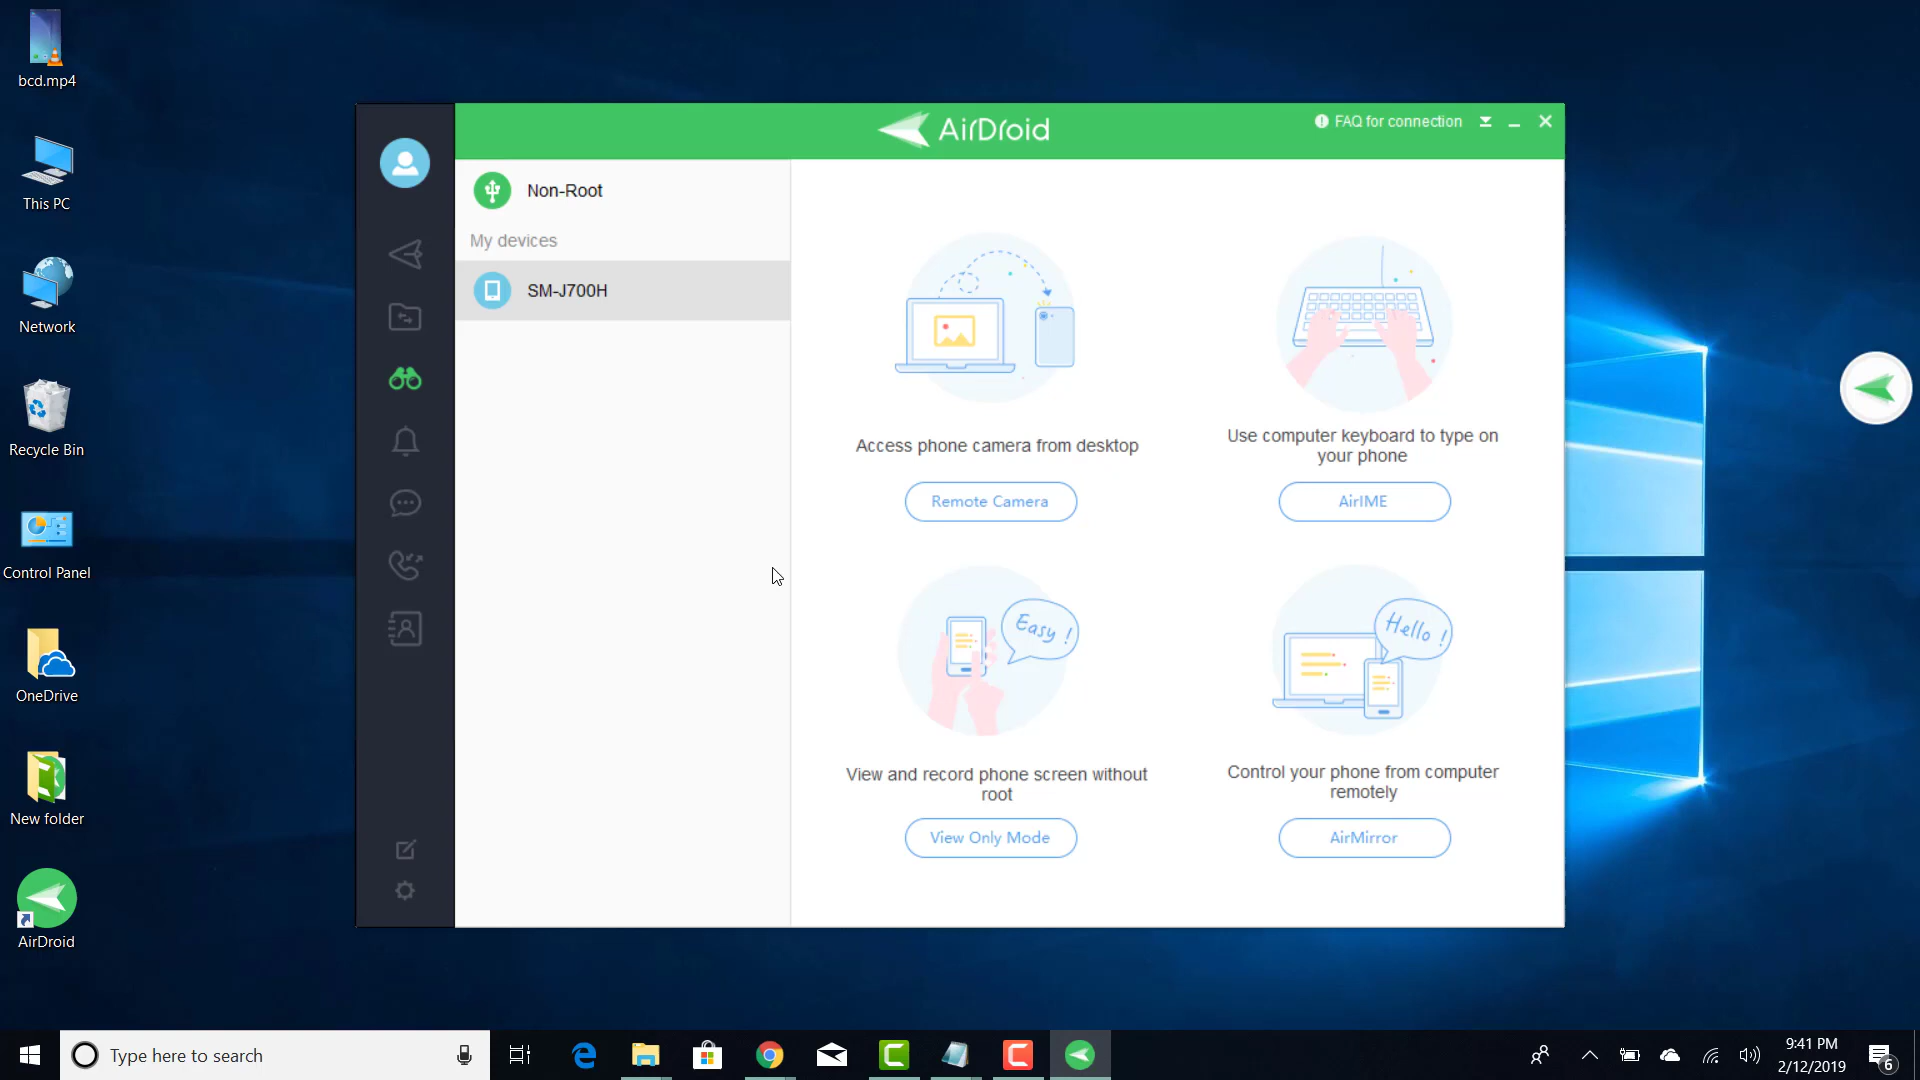 bcd.mp4
This PC
Network
Recycle Bin
Control Panel
OneDrive
New folder
AirDroid
AirDroid
FAQ for connection
Non-Root
My devices
SM-J700H
Access phone camera from desktop
Remote Camera
Use computer keyboard to type on
your phone
AirIME
Easy !
View and record phone screen without
root
View Only Mode
Hello !
Control your phone from computer
remotely
AirMirror
Type here to search
9:41 PM
2/12/2019
6